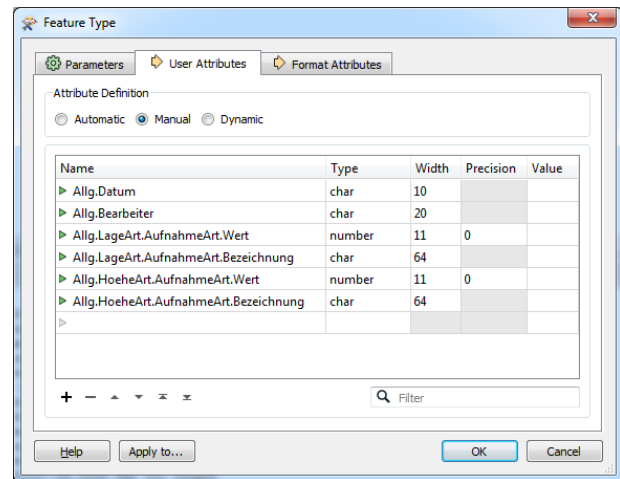 Feature Type
Parameters User Attributes Format Attributes
Attribute Definition
Automatic Manual Dynamic
Name Type Width Precision Value
Allg.Datum char 10
Allg.Bearbeiter char 20
Allg.LageArt.AufnahmeArt.Wert number 11 0
Allg.LageArt.AufnahmeArt.Bezeichnung char 64
Allg.HoeheArt.AufnahmeArt.Wert number 11 0
Allg.HoeheArt.AufnahmeArt.Bezeichnung char 64
Filter
Help Apply to... OK Cancel